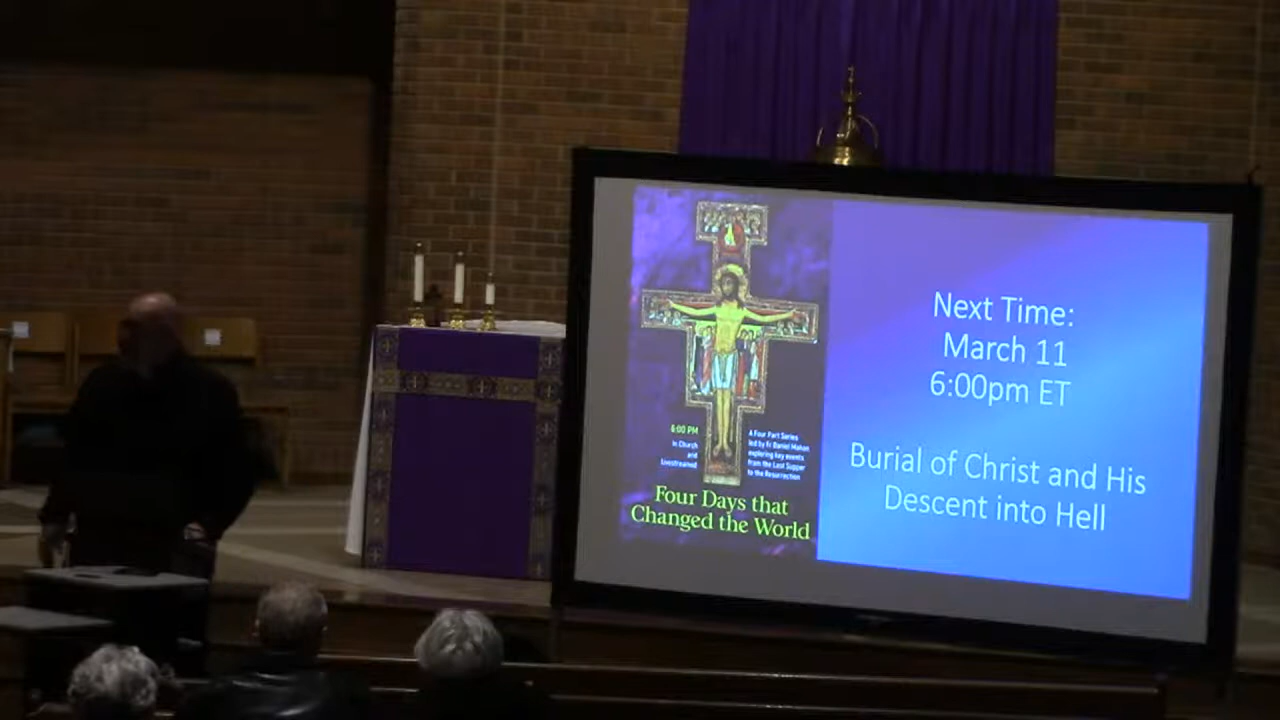 6:00 PM
In Church
and
Livestreamed
A Four Part Series
led by Fr Daniel Mahan
exploring key events
from the Last Supper
to the Resurrection
Four Days that
Changed the World
Next Time:
March 11
6:00pm ET
Burial of Christ and His
Descent into Hell